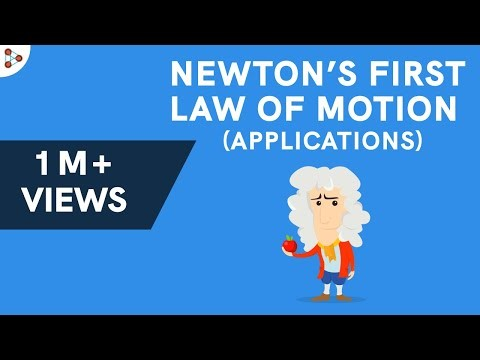 NEWTON'S FIRST
LAW OF MOTION
(APPLICATIONS)
1 M+
VIEWS